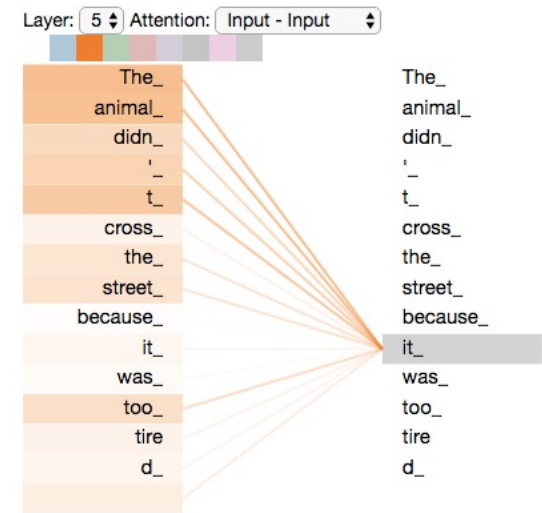 Layer: 5 Attention: Input - Input
The_ The_
animal_ animal_
didn_ didn_
'_ '_
t_ t_
cross_ cross_
the_ the_
street_ street_
because_ because_
it_ it_
was_ was_
too_ too_
tire tire
d_ d_